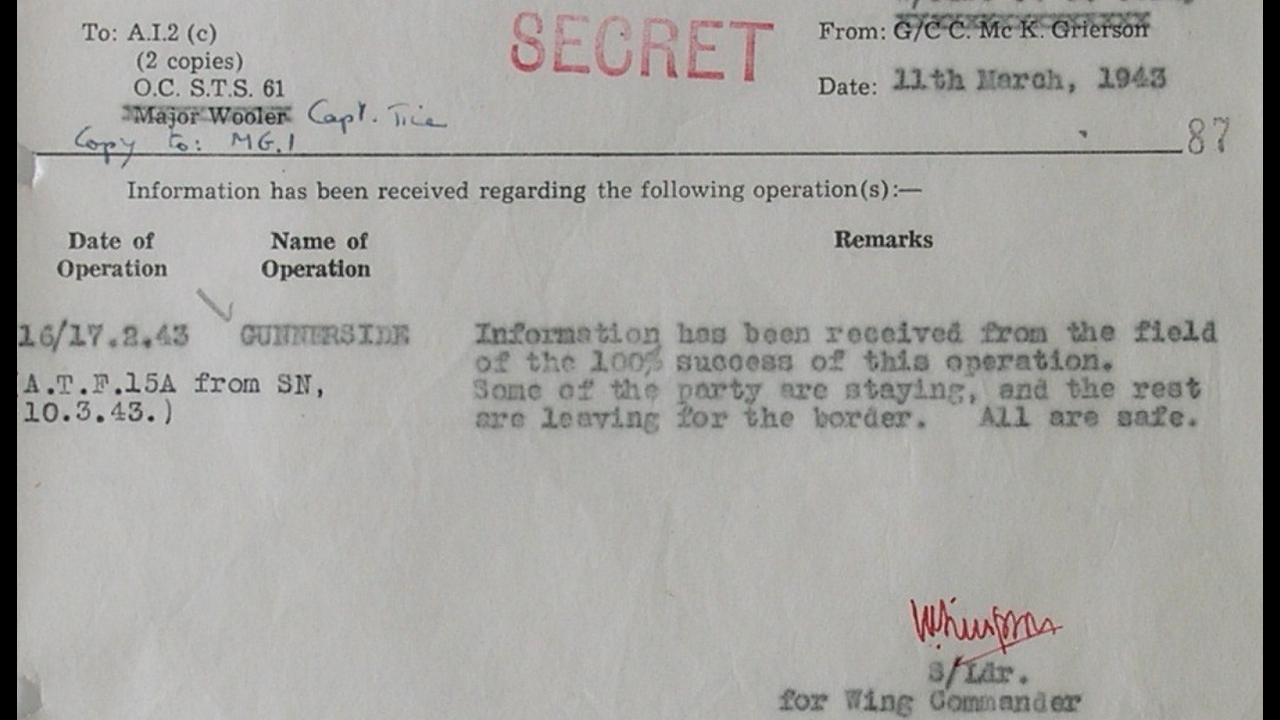 To: A.I.2 (c)
(2 copies)
O.C. S.T.S. 61
Major Wooler Capt. Tice
Copy to: MG.1
SECRET
From: G/C C. Mc K. Grierson
Date: 11th March, 1943
87
Information has been received regarding the following operation(s):—
Date of Operation
Name of Operation
Remarks
16/17.2.43 GUNNERSIDE
A.T.F.15A from SN,
10.3.43.)
Information has been received from the field
of the 100% success of this operation.
Some of the party are staying, and the rest
are leaving for the border. All are safe.
S/Ldr.
for Wing Commander